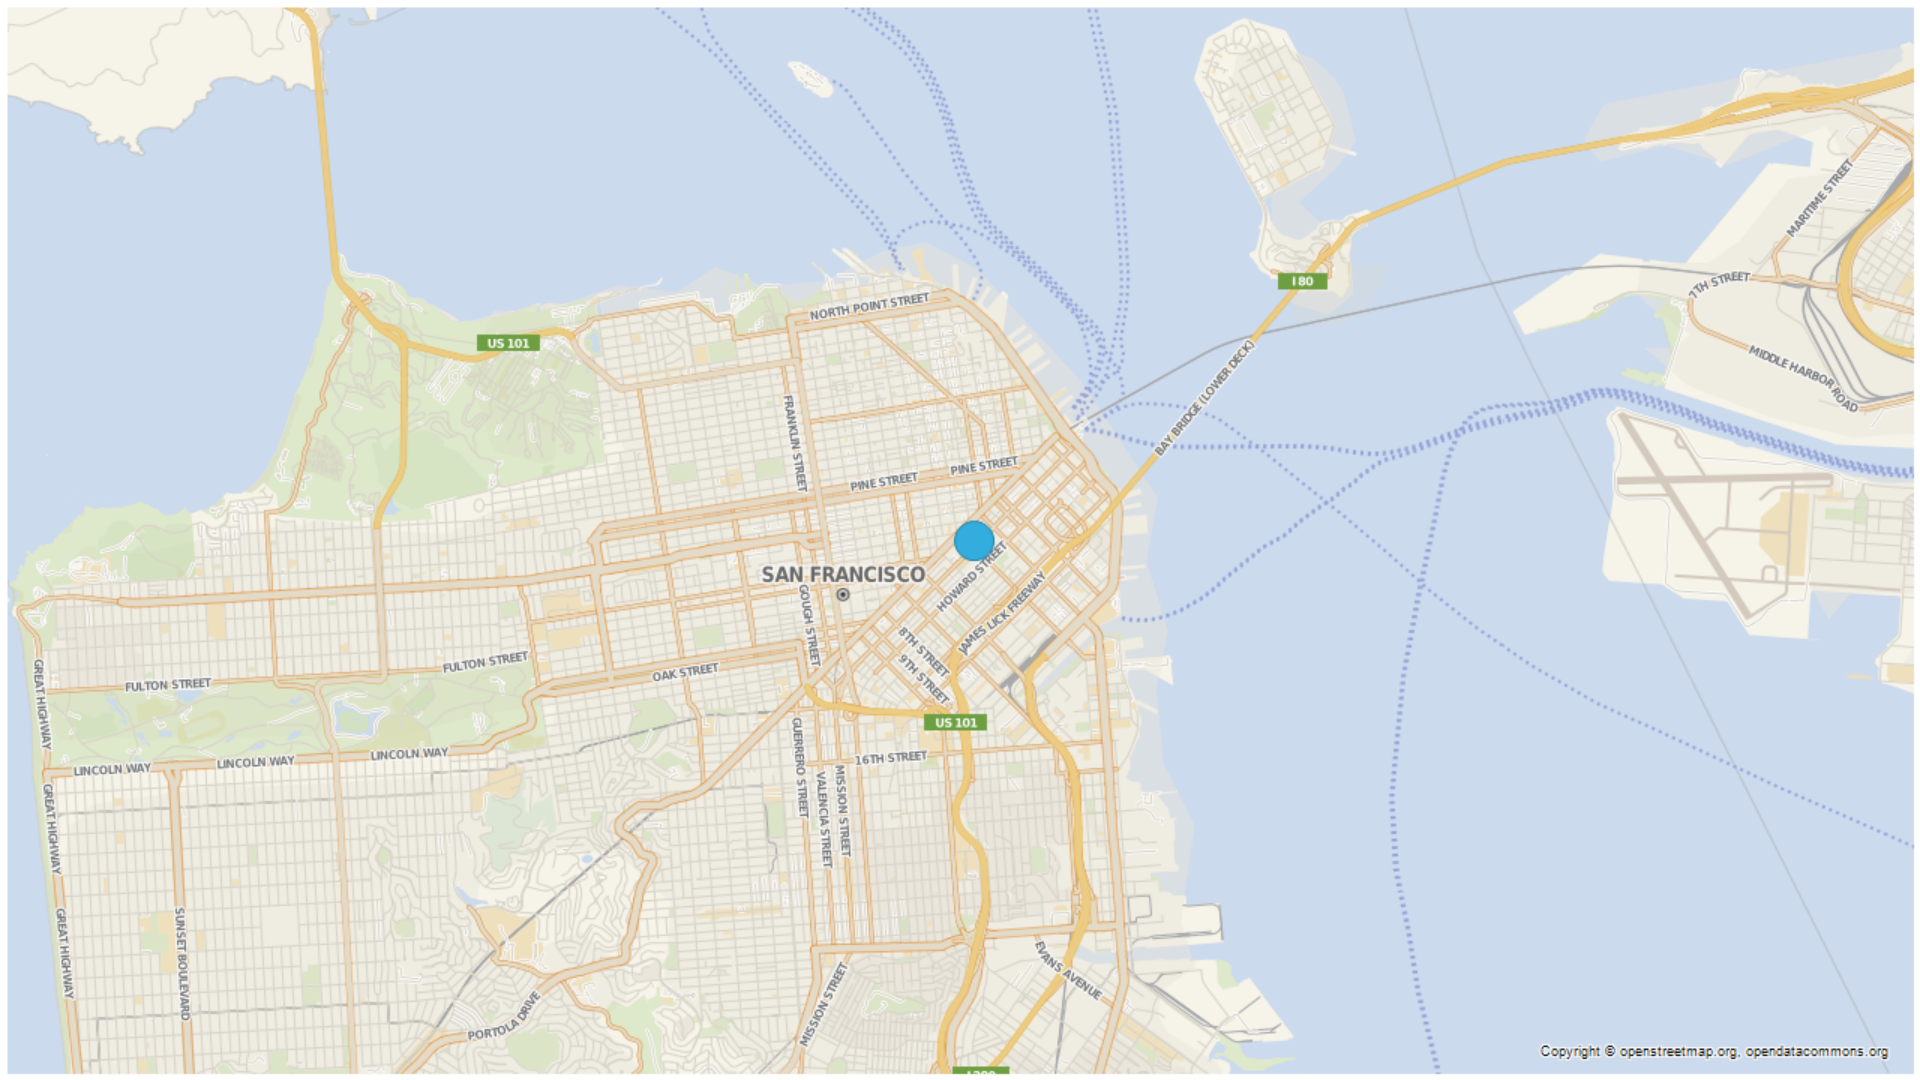 NORTH POINT STREET
I 80
MARITIME STREET
7TH STREET
US 101
MIDDLE HARBOR ROAD
BAY BRIDGE (LOWER DECK)
FRANKLIN STREET
PINE STREET
PINE STREET
HOWARD STREET
SAN FRANCISCO
JAMES LICK FREEWAY
GOUGH STREET
8TH STREET
9TH STREET
FULTON STREET
FULTON STREET
OAK STREET
GREAT HIGHWAY
US 101
LINCOLN WAY
LINCOLN WAY
LINCOLN WAY
GUERRERO STREET
16TH STREET
VALENCIA STREET
MISSION STREET
GREAT HIGHWAY
GREAT HIGHWAY
SUNSET BOULEVARD
EVANS AVENUE
MISSION STREET
PORTOLA DRIVE
Copyright © openstreetmap.org, opendatacommons.org